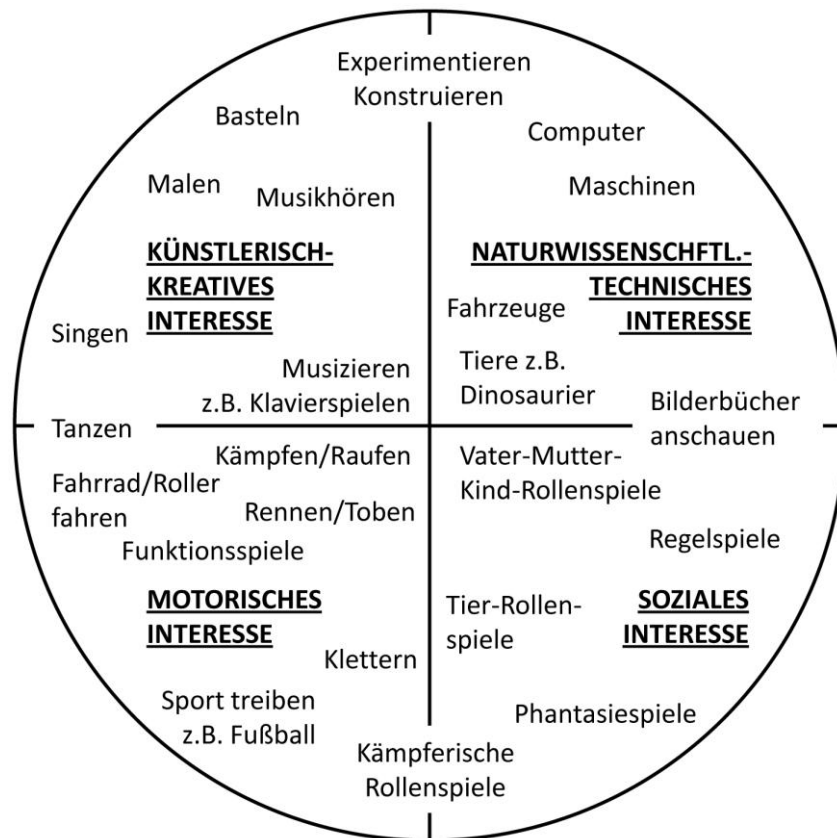 Experimentieren
Konstruieren
Basteln
Malen
Musikhören
KÜNSTLERISCH-
KREATIVES
INTERESSE
Singen
Musizieren
z.B. Klavierspielen
Tanzen
Computer
Maschinen
NATURWISSENSCHFTL.-
TECHNISCHES
INTERESSE
Fahrzeuge
Tiere z.B.
Dinosaurier
Bilderbücher
anschauen
Kämpfen/Raufen
Fahrrad/Roller
fahren
Rennen/Toben
Funktionsspiele
MOTORISCHES
INTERESSE
Klettern
Sport treiben
z.B. Fußball
Kämpferische
Rollenspiele
Vater-Mutter-
Kind-Rollenspiele
Regelspiele
Tier-Rollen-
spiele
SOZIALES
INTERESSE
Phantasiespiele